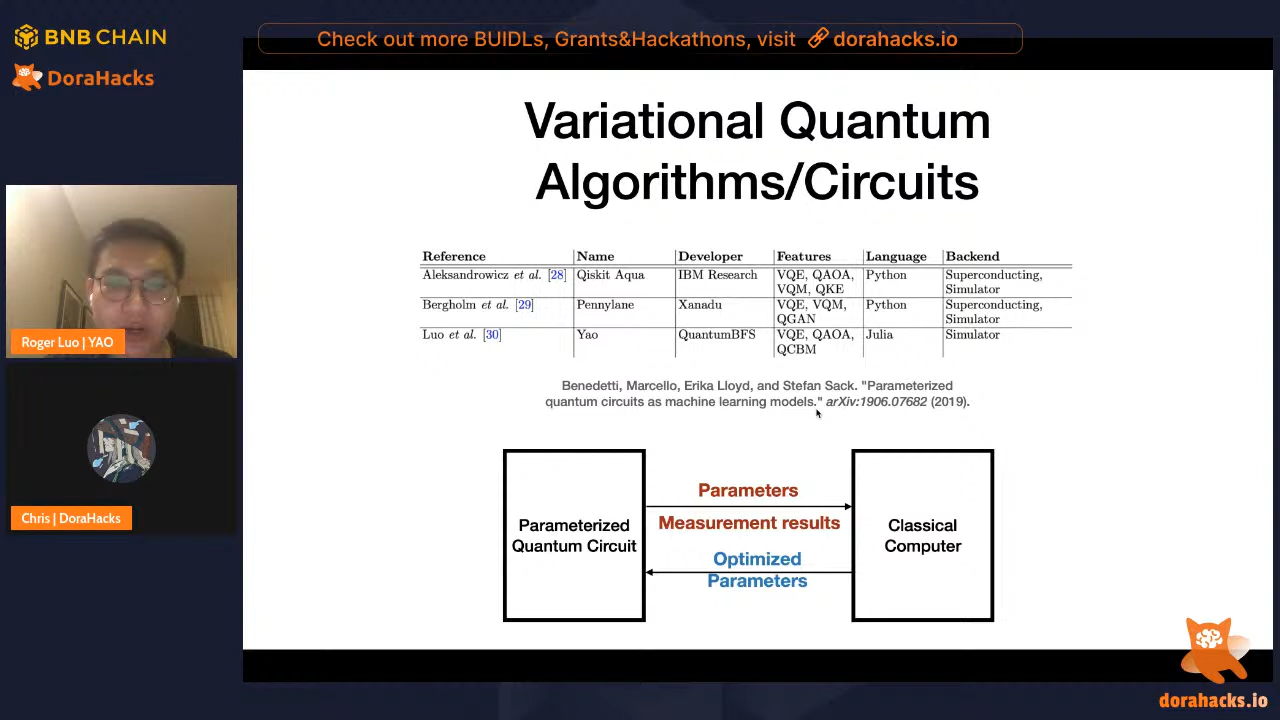 BNB CHAIN
DoraHacks
Check out more BUIDLs, Grants&Hackathons, visit dorahacks.io
Variational Quantum
Algorithms/Circuits
Reference Name Developer Features Language Backend
Aleksandrowicz et al. [28] Qiskit Aqua IBM Research VQE, QAOA, Python Superconducting,
VQM, QKE Simulator
Bergholm et al. [29] Pennylane Xanadu VQE, VQM, Python Superconducting,
QGAN Simulator
Luo et al. [30] Yao QuantumBFS VQE, QAOA, Julia Simulator
QCBM
Benedetti, Marcello, Erika Lloyd, and Stefan Sack. "Parameterized
quantum circuits as machine learning models." arXiv:1906.07682 (2019).
Parameterized
Quantum Circuit
Parameters
Measurement results
Optimized
Parameters
Classical
Computer
Roger Luo | YAO
Chris | DoraHacks
dorahacks.io